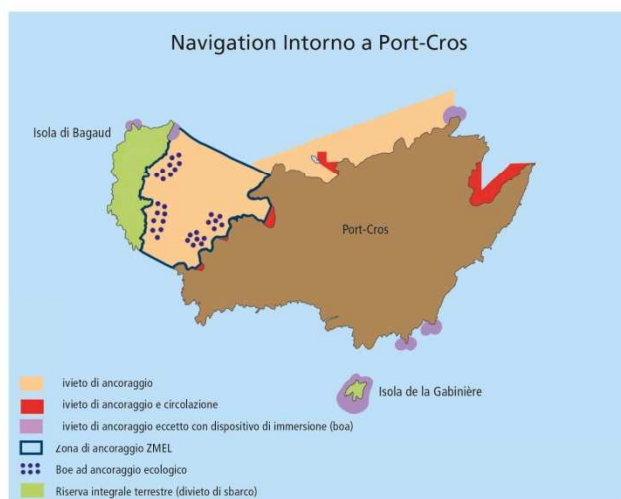 Navigation Intorno a Port-Cros
Isola di Bagaud
Port-Cros
Isola de la Gabinière
ivieto di ancoraggio
ivieto di ancoraggio e circolazione
ivieto di ancoraggio eccetto con dispositivo di immersione (boa)
Zona di ancoraggio ZMEL
Boe ad ancoraggio ecologico
Riserva integrale terrestre (divieto di sbarco)